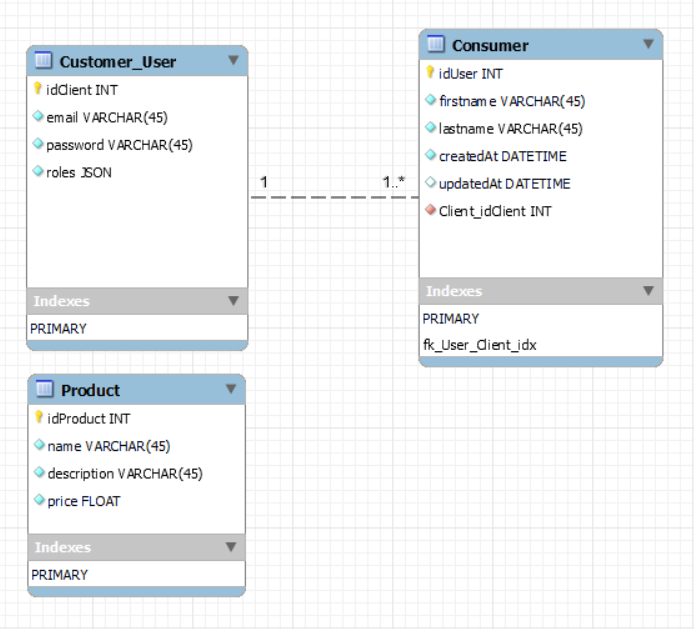 Customer_User
idClient INT
email VARCHAR(45)
password VARCHAR(45)
roles JSON
Indexes
PRIMARY
1
1..*
Consumer
idUser INT
firstname VARCHAR(45)
lastname VARCHAR(45)
createdAt DATETIME
updatedAt DATETIME
Client_idClient INT
Indexes
PRIMARY
fk_User_Client_idx
Product
idProduct INT
name VARCHAR(45)
description VARCHAR(45)
price FLOAT
Indexes
PRIMARY